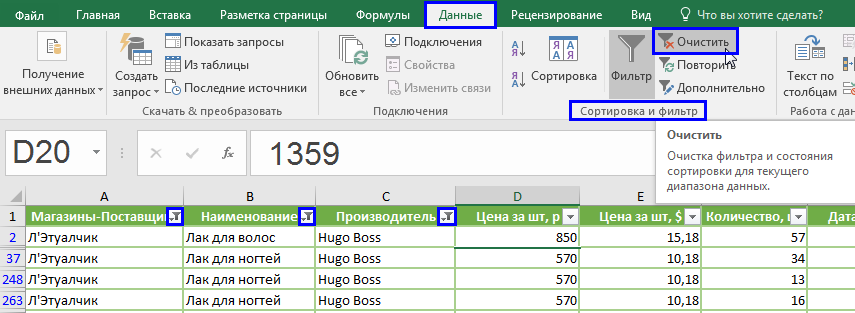 Файл Главная Вставка Разметка страницы Формулы Данные Рецензирование Вид Что вы хотите сделать?
Получение внешних данных
Создать запрос
Показать запросы
Из таблицы
Последние источники
Скачать & преобразовать
Обновить все
Подключения
Свойства
Изменить связи
Подключения
Сортировка
Фильтр
Очистить
Повторить
Дополнительно
Сортировка и фильтр
Текст по столбцам
Работа с дан
Очистить
Очистка фильтра и состояния
сортировки для текущего
диапазона данных.
D20 fx 1359
A B C D E
1 Магазины-Поставщи Наименование Производитель Цена за шт, р Цена за шт, $ Количество, Дата
2 Л'Этуалчик Лак для волос Hugo Boss 850 15,18 57
37 Л'Этуалчик Лак для ногтей Hugo Boss 570 10,18 34
248 Л'Этуалчик Лак для ногтей Hugo Boss 570 10,18 13
263 Л'Этуалчик Лак для ногтей Hugo Boss 570 10,18 16